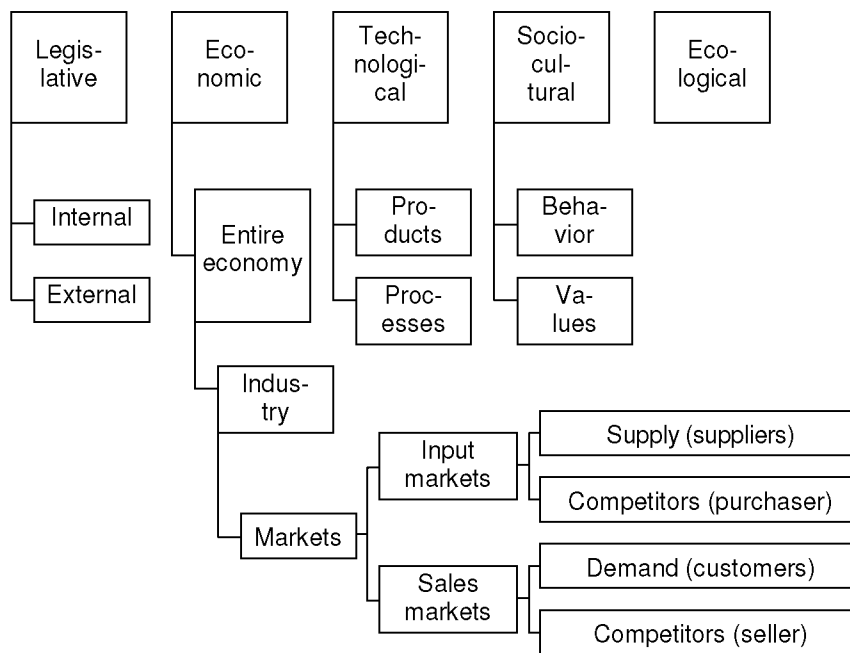 Legis-
lative
Eco-
nomic
Tech-
nologi-
cal
Socio-
cul-
tural
Eco-
logical
Internal
External
Entire
economy
Pro-
ducts
Proc-
esses
Beha-
vior
Va-
lues
Indus-
try
Markets
Input
markets
Sales
markets
Supply (suppliers)
Competitors (purchaser)
Demand (customers)
Competitors (seller)